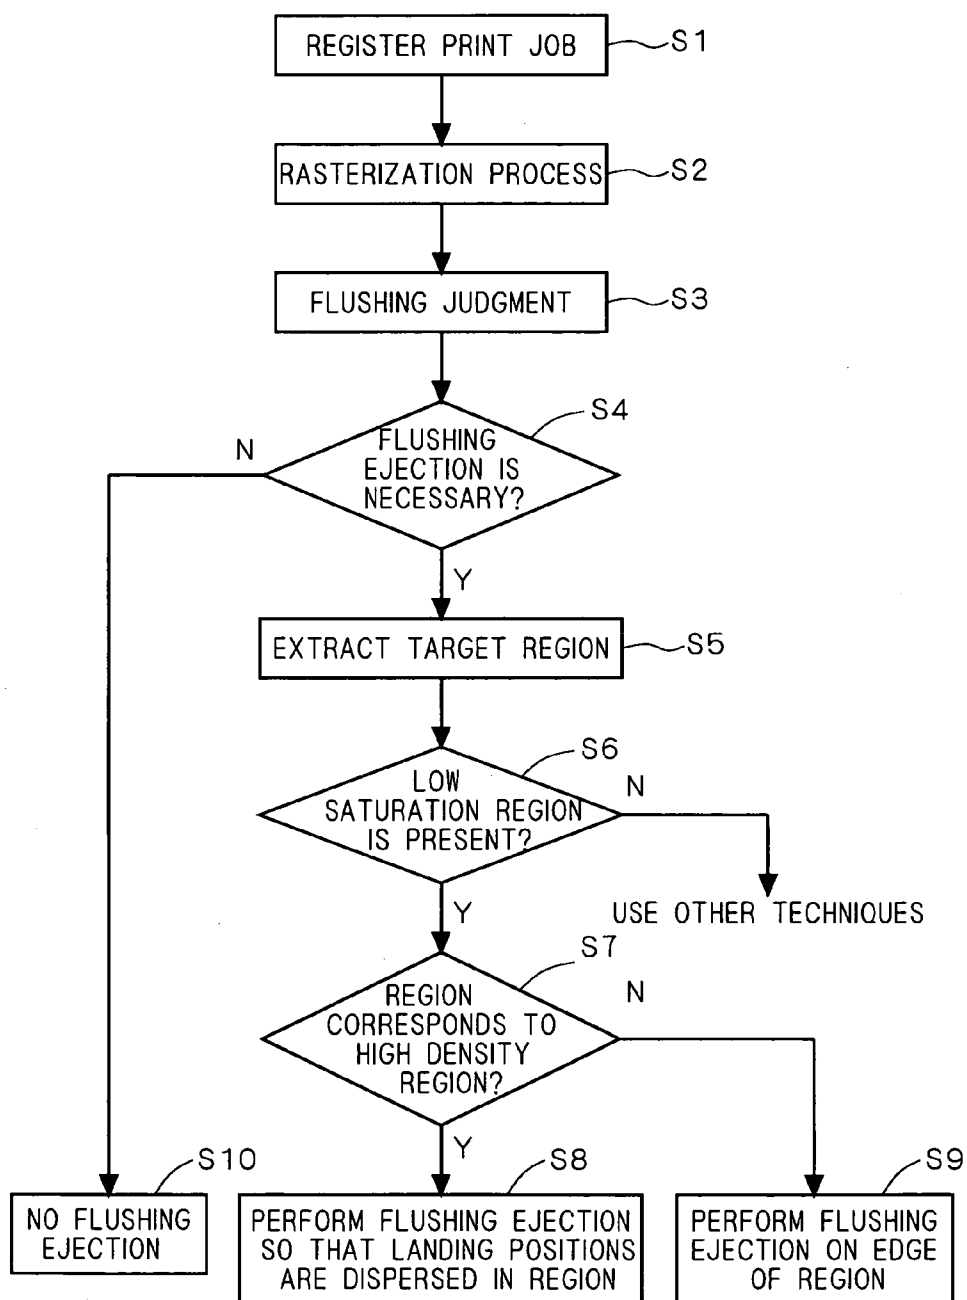 REGISTER PRINT JOB
S1
RASTERIZATION PROCESS
S2
FLUSHING JUDGMENT
S3
S4
FLUSHING
EJECTION IS
NECESSARY?
N
Y
EXTRACT TARGET REGION
S5
S6
LOW
SATURATION REGION
IS PRESENT?
N
Y
USE OTHER TECHNIQUES
S7
REGION
CORRESPONDS TO
HIGH DENSITY
REGION?
N
Y
S10
NO FLUSHING
EJECTION
S8
PERFORM FLUSHING EJECTION
SO THAT LANDING POSITIONS
ARE DISPERSED IN REGION
S9
PERFORM FLUSHING
EJECTION ON EDGE
OF REGION